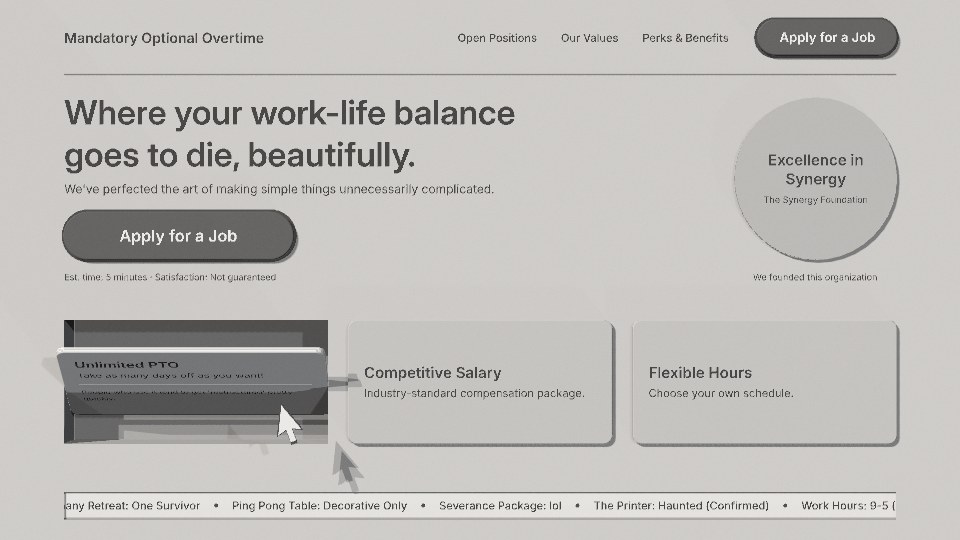 Mandatory Optional Overtime
Open Positions
Our Values
Perks & Benefits
Apply for a Job
Where your work-life balance
goes to die, beautifully.
We've perfected the art of making simple things unnecessarily complicated.
Apply for a Job
Est. time: 5 minutes · Satisfaction: Not guaranteed
Excellence in
Synergy
The Synergy Foundation
We founded this organization
Unlimited PTO
Take as many days off as you want!
Competitive Salary
Industry-standard compensation package.
Flexible Hours
Choose your own schedule.
any Retreat: One Survivor • Ping Pong Table: Decorative Only • Severance Package: lol • The Printer: Haunted (Confirmed) • Work Hours: 9-5 (